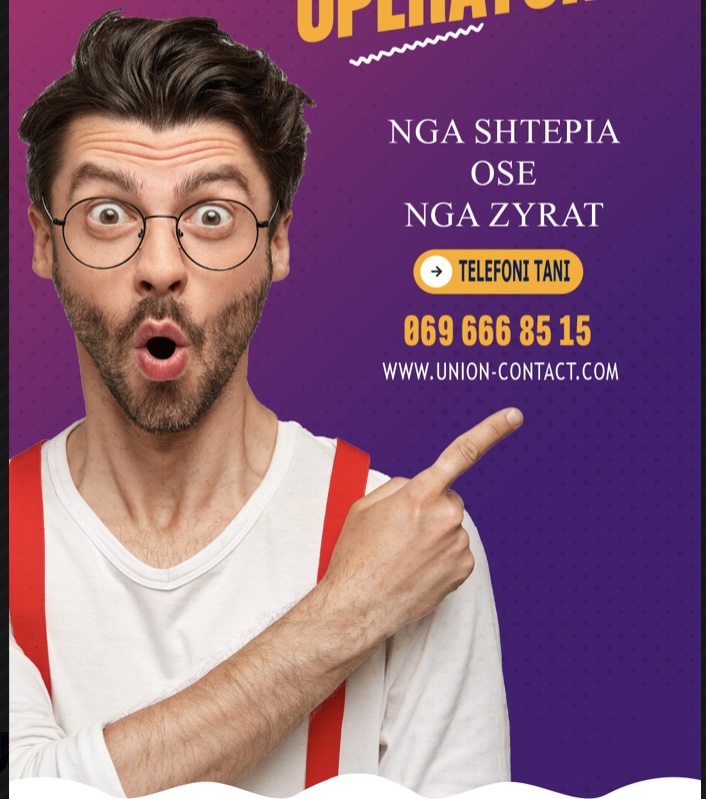 NGA SHTEPIA
OSE
NGA ZYRAT
TELEFONI TANI
069 666 85 15
WWW.UNION-CONTACT.COM